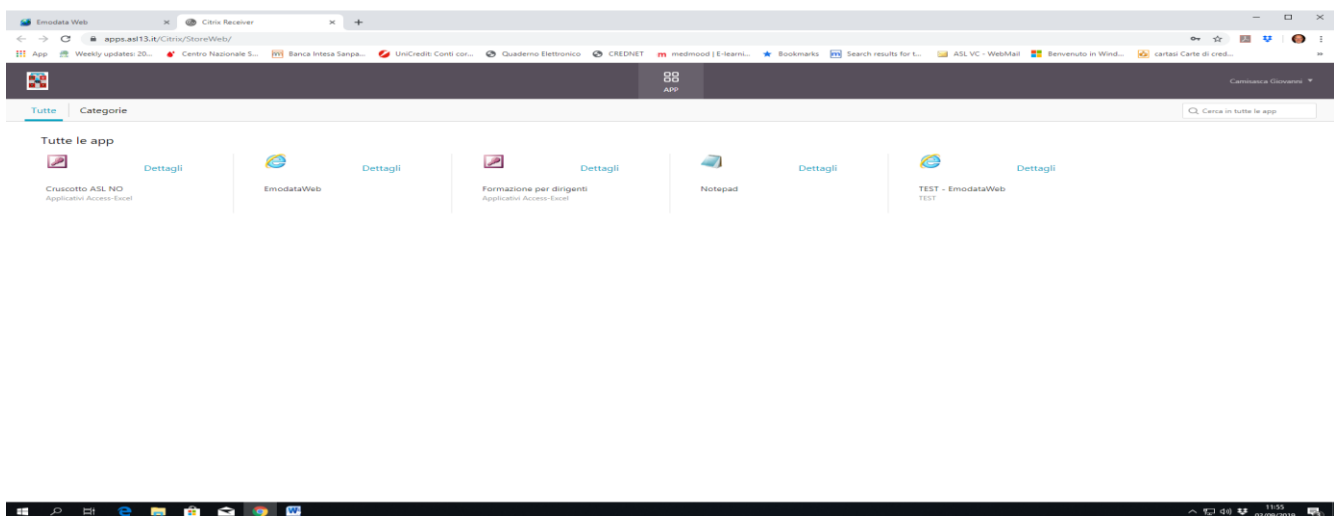 Emodata Web
Citrix Receiver
apps.asl13.it/Citrix/StoreWeb/
App Weekly updates: 20... Centro Nazionale S... Banca Intesa Sanpa... UniCredit: Conti cor... Quaderno Elettronico CREDNET medmood | E-learni... Bookmarks Search results for t... ASL VC - WebMail Benvenuto in Wind... cartasi Carte di cred...
APP
Camisasca Giovanni
Tutte Categorie
Cerca in tutte le app
Tutte le app
Dettagli Dettagli Dettagli Dettagli Dettagli
Cruscotto ASL NO EmodataWeb Formazione per dirigenti Notepad TEST - EmodataWeb
Applicativi Access-Excel Applicativi Access-Excel TEST
11:55
02/09/2019